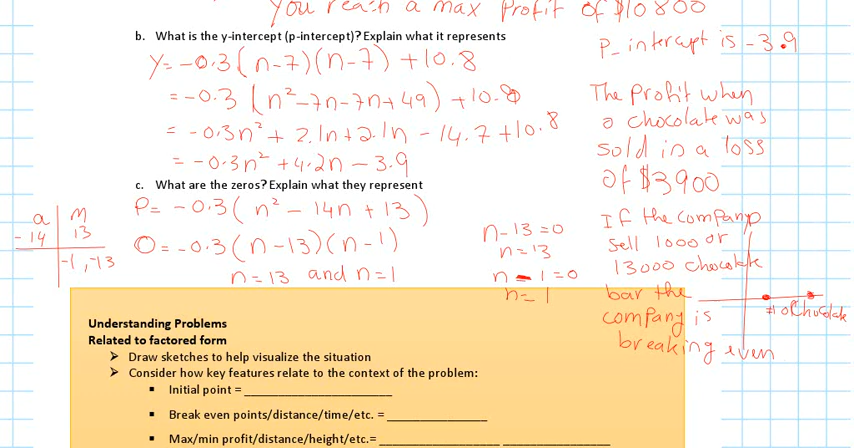 You reach a max Profit of $10800
b. What is the y-intercept (p-intercept)? Explain what it represents
y = -0.3(n-7)(n-7) + 10.8
= -0.3(n² - 7n - 7n + 49) + 10.8
= -0.3n² + 2.1n + 2.1n - 14.7 + 10.8
= -0.3n² + 4.2n - 3.9
P_intercept is -3.9
The Profit when
0 chocolate was
sold in a loss
of $3900
c. What are the zeros? Explain what they represent
P = -0.3(n² - 14n + 13)
0 = -0.3(n-13)(n-1)
n = 13 and n = 1
a M
-14 13
-1, -13
n - 13 = 0
n = 13
n - 1 = 0
n = 1
If the company
sell 1000 or
13000 chocolate
bar the
company is
breaking even
P
# of Chocolate
Understanding Problems
Related to factored form
➤ Draw sketches to help visualize the situation
➤ Consider how key features relate to the context of the problem:
▪ Initial point = ____________________
▪ Break even points/distance/time/etc. = ______________
▪ Max/min profit/distance/height/etc.= ________________ ______________